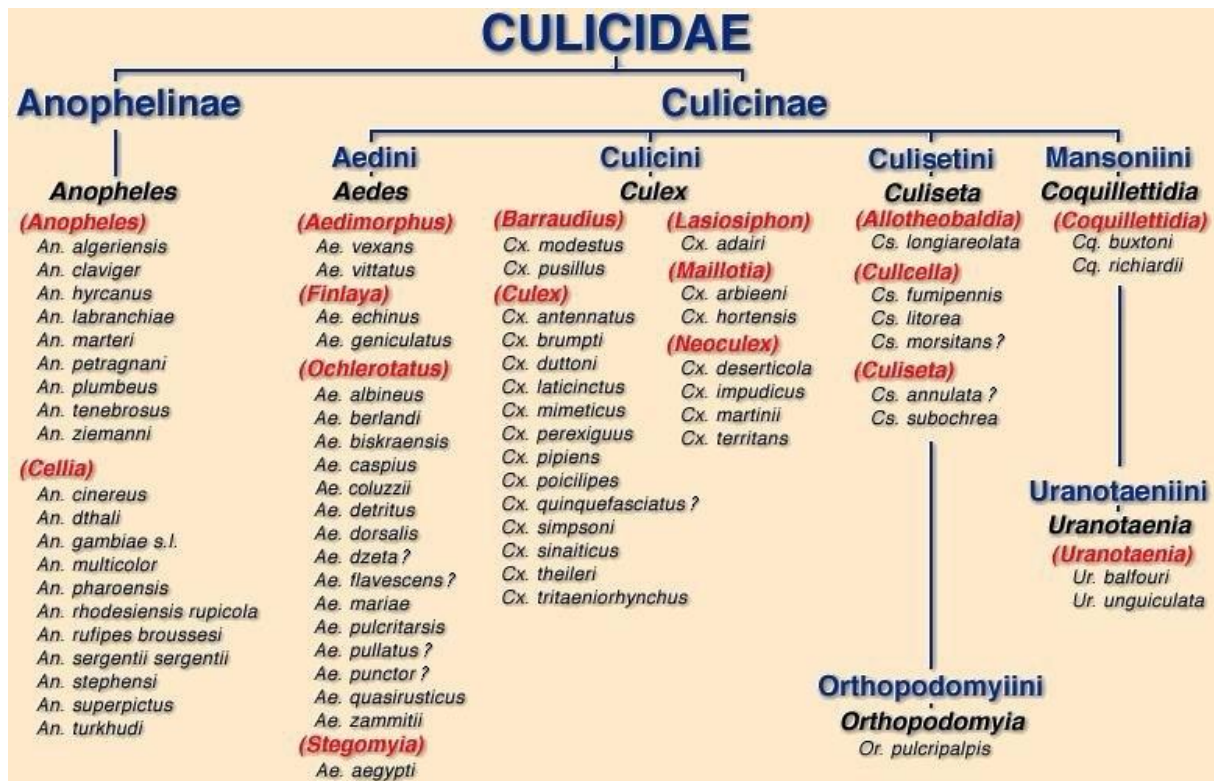 CULICIDAE
Anophelinae
Culicinae
Anopheles
(Anopheles)
An. algeriensis
An. claviger
An. hyrcanus
An. labranchiae
An. marteri
An. petragnani
An. plumbeus
An. tenebrosus
An. ziemanni
(Cellia)
An. cinereus
An. dthali
An. gambiae s.l.
An. multicolor
An. pharoensis
An. rhodesiensis rupicola
An. rufipes broussesi
An. sergentii sergentii
An. stephensi
An. superpictus
An. turkhudi
Aedini
Aedes
(Aedimorphus)
Ae. vexans
Ae. vittatus
(Finlaya)
Ae. echinus
Ae. geniculatus
(Ochlerotatus)
Ae. albineus
Ae. berlandi
Ae. biskraensis
Ae. caspius
Ae. coluzzii
Ae. detritus
Ae. dorsalis
Ae. dzeta ?
Ae. flavescens ?
Ae. mariae
Ae. pulcritarsis
Ae. pullatus ?
Ae. punctor ?
Ae. quasirusticus
Ae. zammitii
(Stegomyia)
Ae. aegypti
Culicini
Culex
(Barraudius)
Cx. modestus
Cx. pusillus
(Culex)
Cx. antennatus
Cx. brumpti
Cx. duttoni
Cx. laticinctus
Cx. mimeticus
Cx. perexiguus
Cx. pipiens
Cx. poicilipes
Cx. quinquefasciatus ?
Cx. simpsoni
Cx. sinaiticus
Cx. theileri
Cx. tritaeniorhynchus
(Lasiosiphon)
Cx. adairi
(Maillotia)
Cx. arbieeni
Cx. hortensis
(Neoculex)
Cx. deserticola
Cx. impudicus
Cx. martinii
Cx. territans
Culisetini
Culiseta
(Allotheobaldia)
Cs. longiareolata
(Culicella)
Cs. fumipennis
Cs. litorea
Cs. morsitans ?
(Culiseta)
Cs. annulata ?
Cs. subochrea
Orthopodomyiini
Orthopodomyia
Or. pulcripalpis
Mansoniini
Coquillettidia
(Coquillettidia)
Cq. buxtoni
Cq. richiardii
Uranotaeniini
Uranotaenia
(Uranotaenia)
Ur. balfouri
Ur. unguiculata